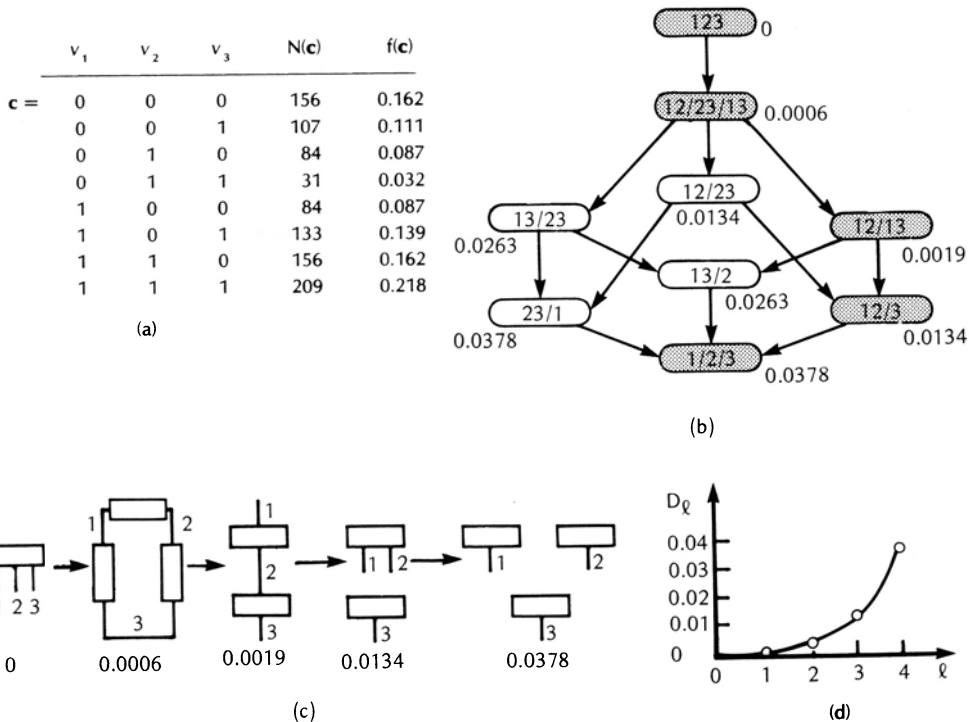 v1 v2 v3 N(c) f(c)
c = 0 0 0 156 0.162
0 0 1 107 0.111
0 1 0 84 0.087
0 1 1 31 0.032
1 0 0 84 0.087
1 0 1 133 0.139
1 1 0 156 0.162
1 1 1 209 0.218
(a)
123
0
12/23/13
0.0006
12/23
0.0134
13/23
0.0263
12/13
0.0019
13/2
0.0263
23/1
0.0378
12/3
0.0134
1/2/3
0.0378
(b)
2 3
0
1 2
3
0.0006
1
2
3
0.0019
1 2
3
0.0134
1 2
3
0.0378
(c)
Dℓ
0.04
0.03
0.02
0.01
0
0 1 2 3 4 ℓ
(d)